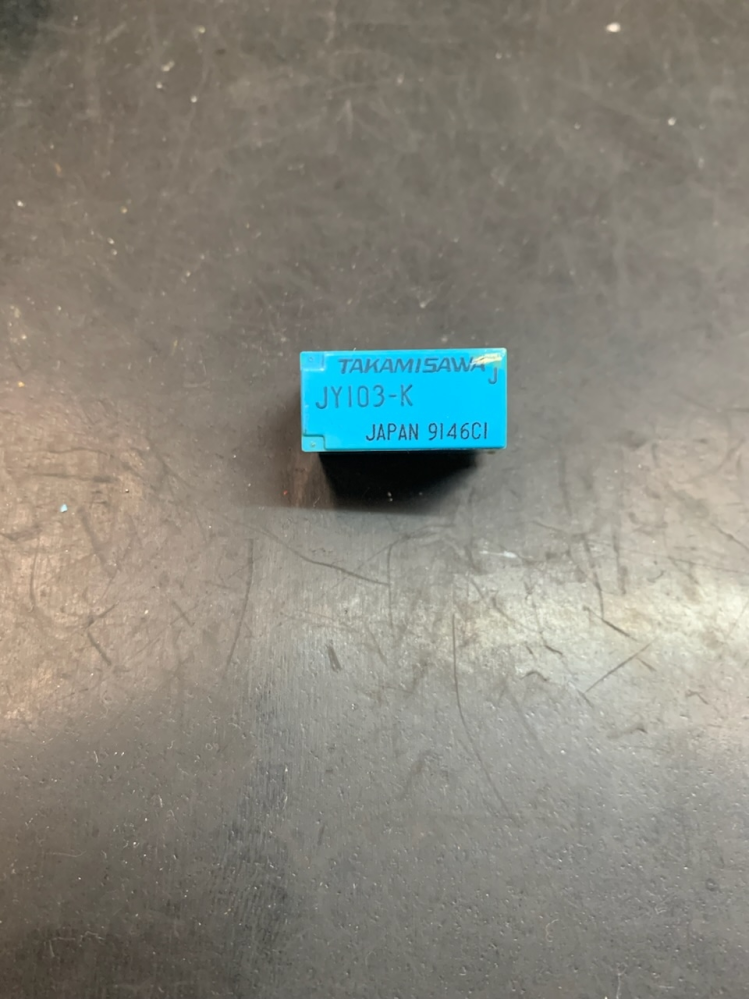 TAKAMISAWA
J
JY103-K
JAPAN 9146C1